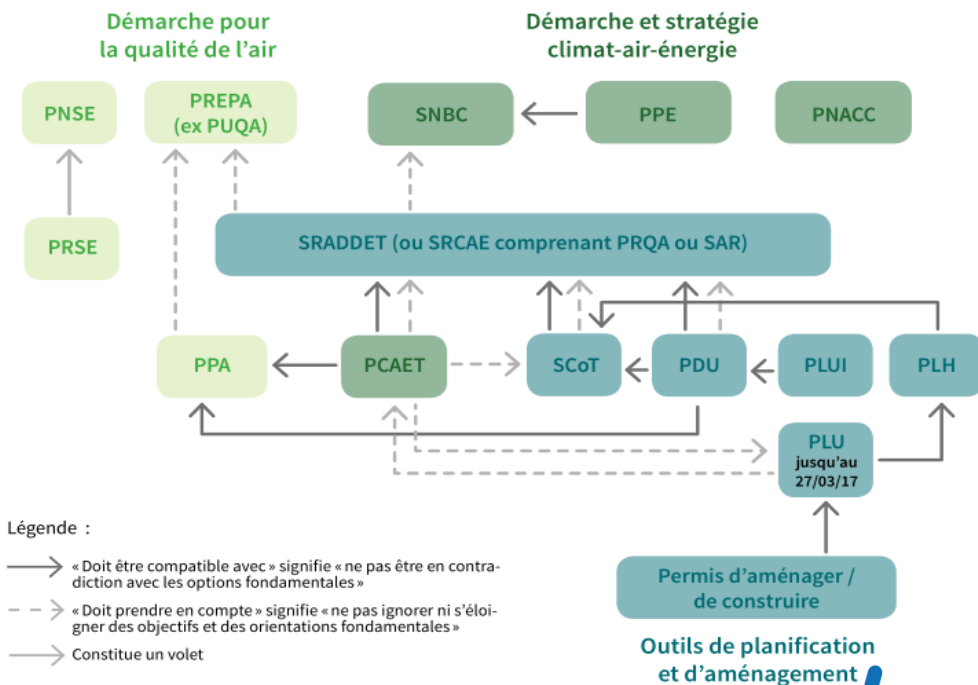 Démarche pour
la qualité de l'air
Démarche et stratégie
climat-air-énergie
PNSE
PREPA
(ex PUQA)
SNBC
PPE
PNACC
PRSE
SRADDET (ou SRCAE comprenant PRQA ou SAR)
PPA
PCAET
SCoT
PDU
PLUI
PLH
PLU
jusqu'au
27/03/17
Légende :
« Doit être compatible avec » signifie « ne pas être en contra-
diction avec les options fondamentales »
« Doit prendre en compte » signifie « ne pas ignorer ni s'éloi-
gner des objectifs et des orientations fondamentales »
Constitue un volet
Permis d'aménager /
de construire
Outils de planification
et d'aménagement